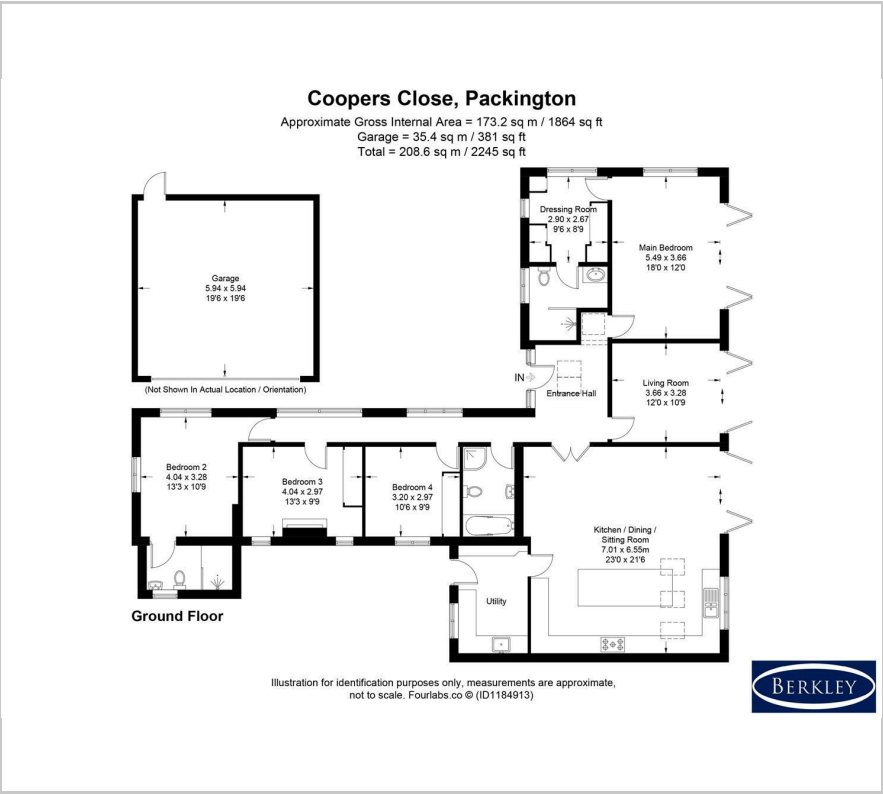 Coopers Close, Packington
Approximate Gross Internal Area = 173.2 sq m / 1864 sq ft
Garage = 35.4 sq m / 381 sq ft
Total = 208.6 sq m / 2245 sq ft
Garage
5.94 x 5.94
19'6 x 19'6
(Not Shown In Actual Location / Orientation)
Dressing Room
2.90 x 2.67
9'6 x 8'9
Main Bedroom
5.49 x 3.66
18'0 x 12'0
IN
Entrance Hall
Living Room
3.66 x 3.28
12'0 x 10'9
Bedroom 2
4.04 x 3.28
13'3 x 10'9
Bedroom 3
4.04 x 2.97
13'3 x 9'9
Bedroom 4
3.20 x 2.97
10'6 x 9'9
Kitchen / Dining /
Sitting Room
7.01 x 6.55m
23'0 x 21'6
Utility
Ground Floor
Illustration for identification purposes only, measurements are approximate,
not to scale. Fourlabs.co © (ID1184913)
BERKLEY